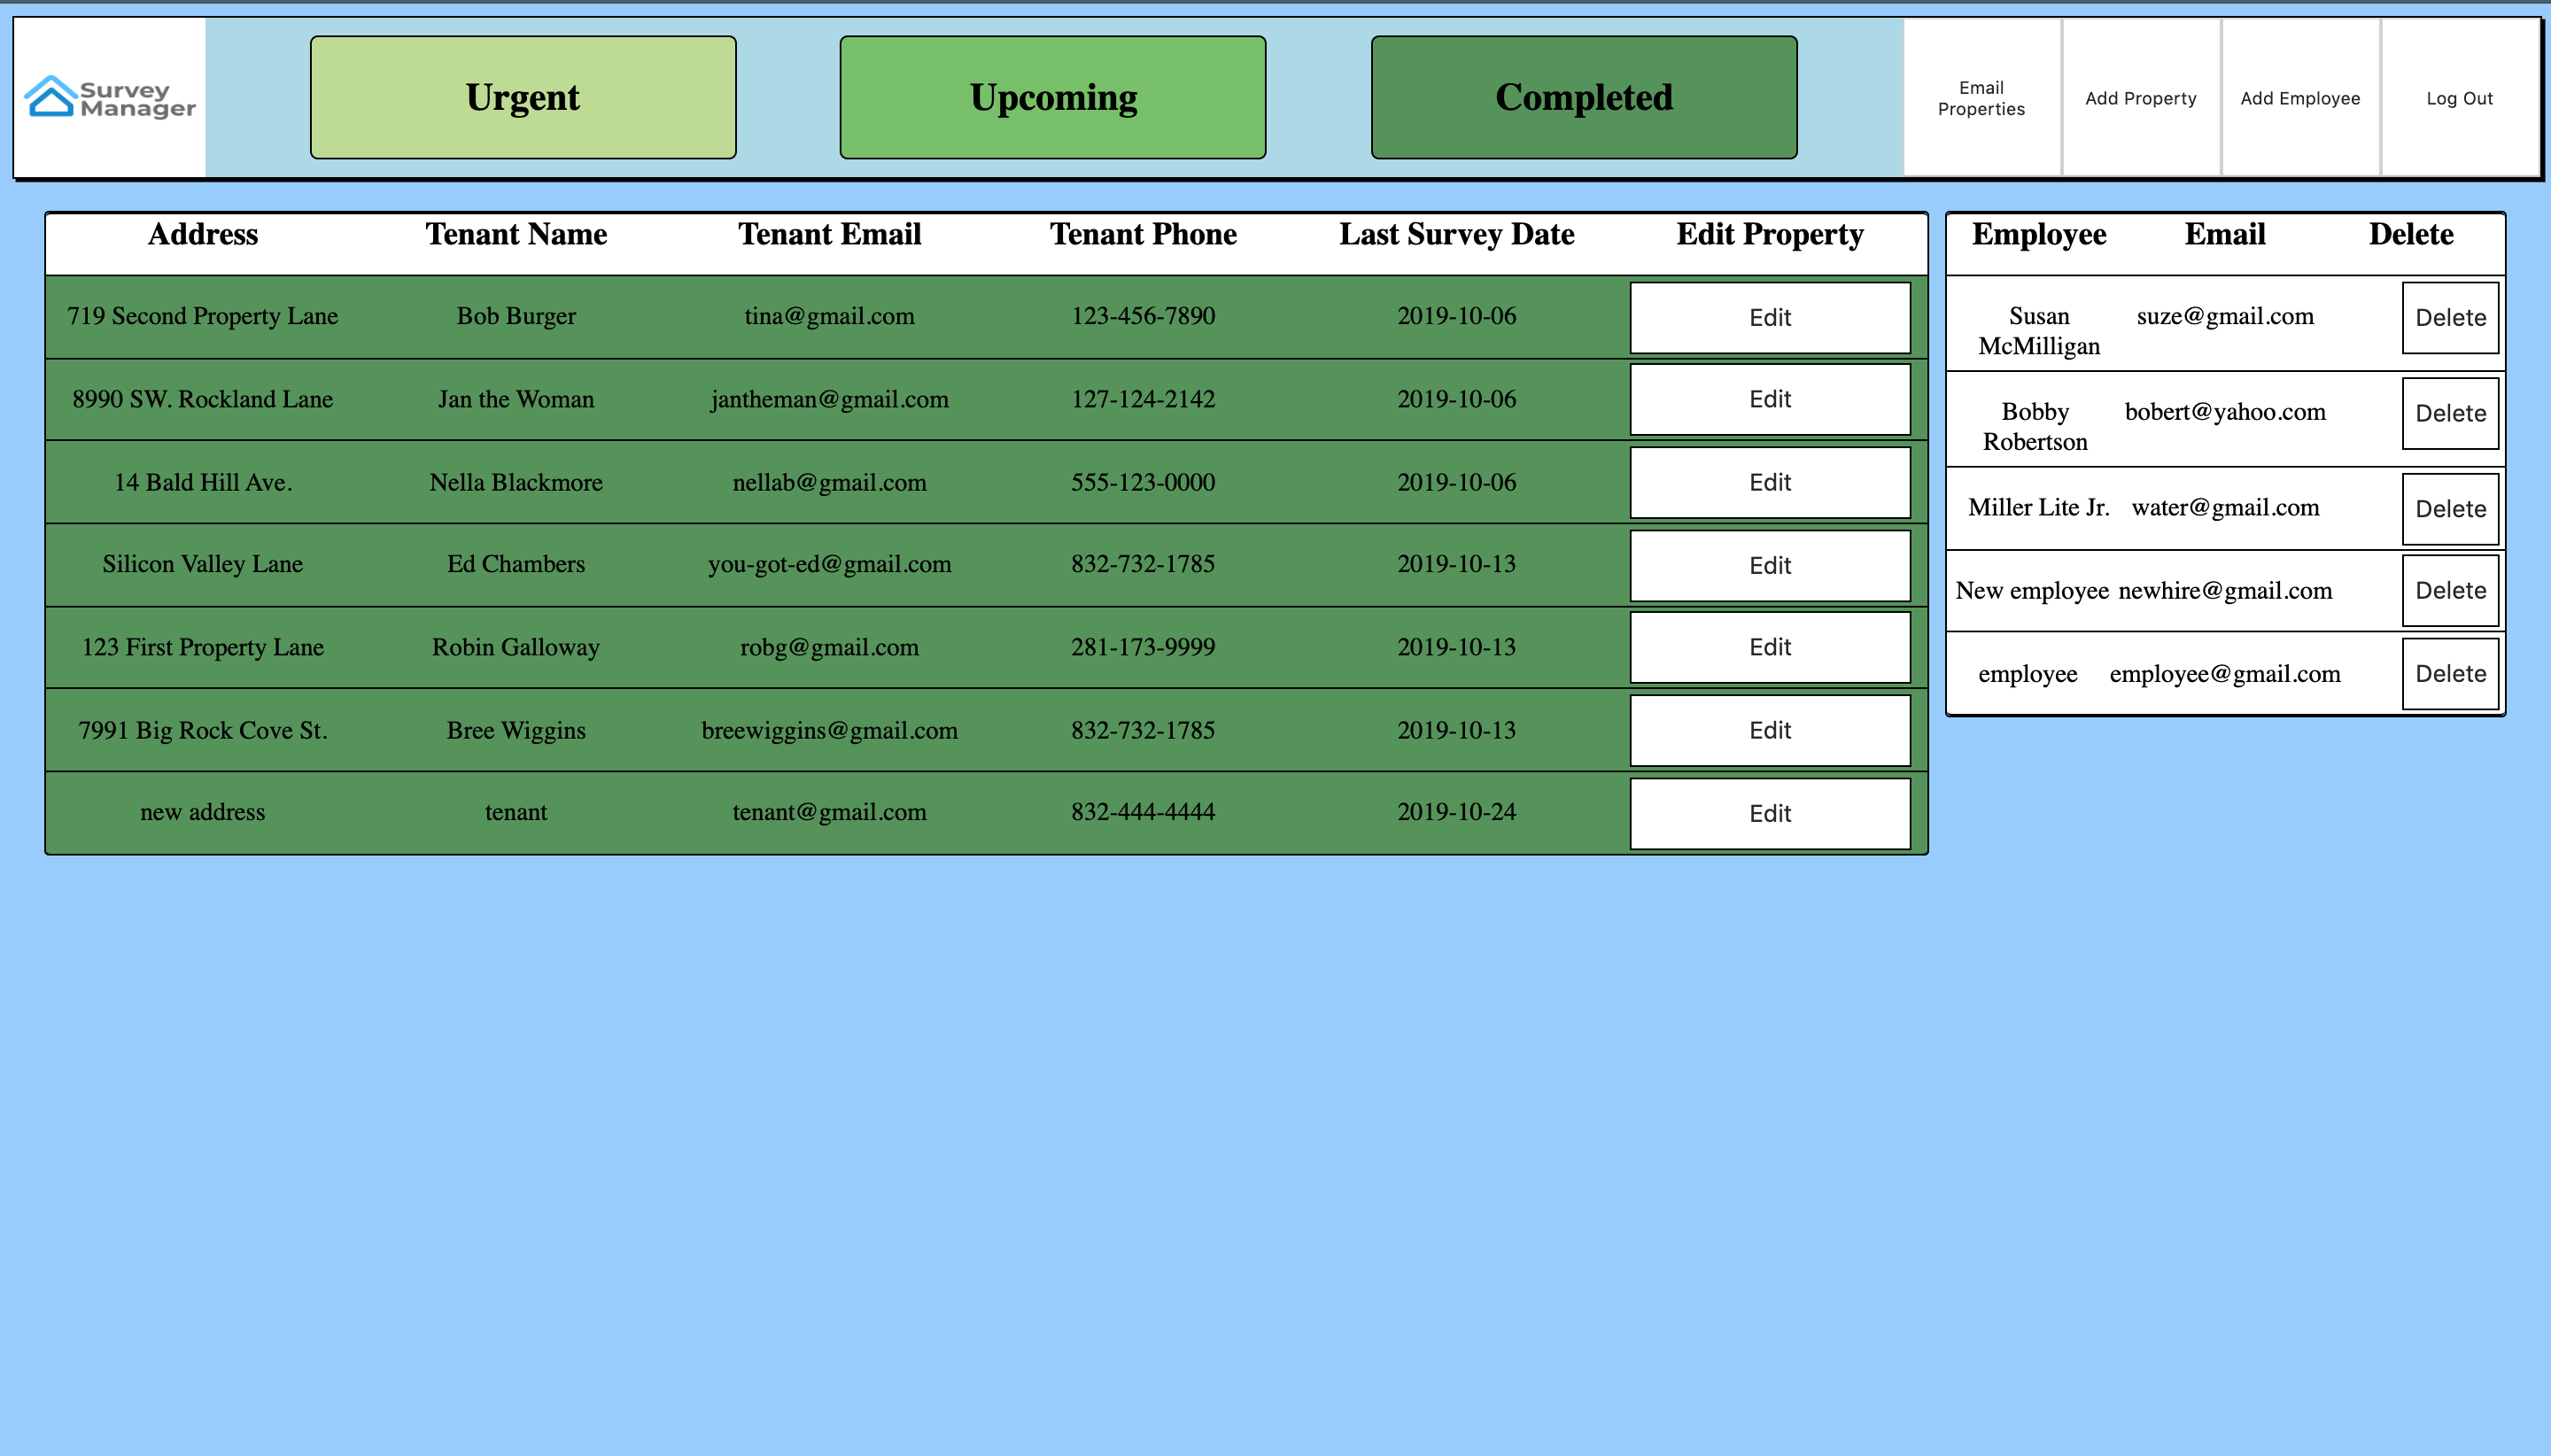 Survey
Manager
Urgent
Upcoming
Completed
Email
Properties
Add Property
Add Employee
Log Out
Address Tenant Name Tenant Email Tenant Phone Last Survey Date Edit Property
719 Second Property Lane Bob Burger tina@gmail.com 123-456-7890 2019-10-06 Edit
8990 SW. Rockland Lane Jan the Woman jantheman@gmail.com 127-124-2142 2019-10-06 Edit
14 Bald Hill Ave. Nella Blackmore nellab@gmail.com 555-123-0000 2019-10-06 Edit
Silicon Valley Lane Ed Chambers you-got-ed@gmail.com 832-732-1785 2019-10-13 Edit
123 First Property Lane Robin Galloway robg@gmail.com 281-173-9999 2019-10-13 Edit
7991 Big Rock Cove St. Bree Wiggins breewiggins@gmail.com 832-732-1785 2019-10-13 Edit
new address tenant tenant@gmail.com 832-444-4444 2019-10-24 Edit
Employee Email Delete
Susan suze@gmail.com Delete
McMilligan
Bobby bobert@yahoo.com Delete
Robertson
Miller Lite Jr. water@gmail.com Delete
New employee newhire@gmail.com Delete
employee employee@gmail.com Delete